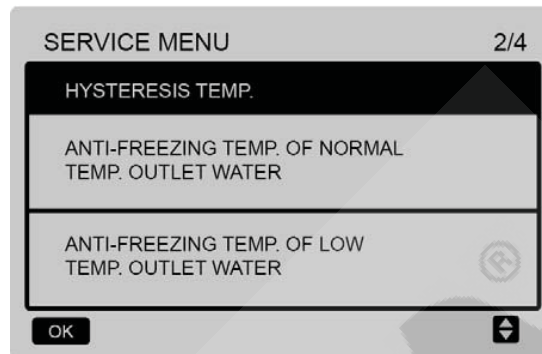 SERVICE MENU 2/4
HYSTERESIS TEMP.
ANTI-FREEZING TEMP. OF NORMAL
TEMP. OUTLET WATER
ANTI-FREEZING TEMP. OF LOW
TEMP. OUTLET WATER
®
OK